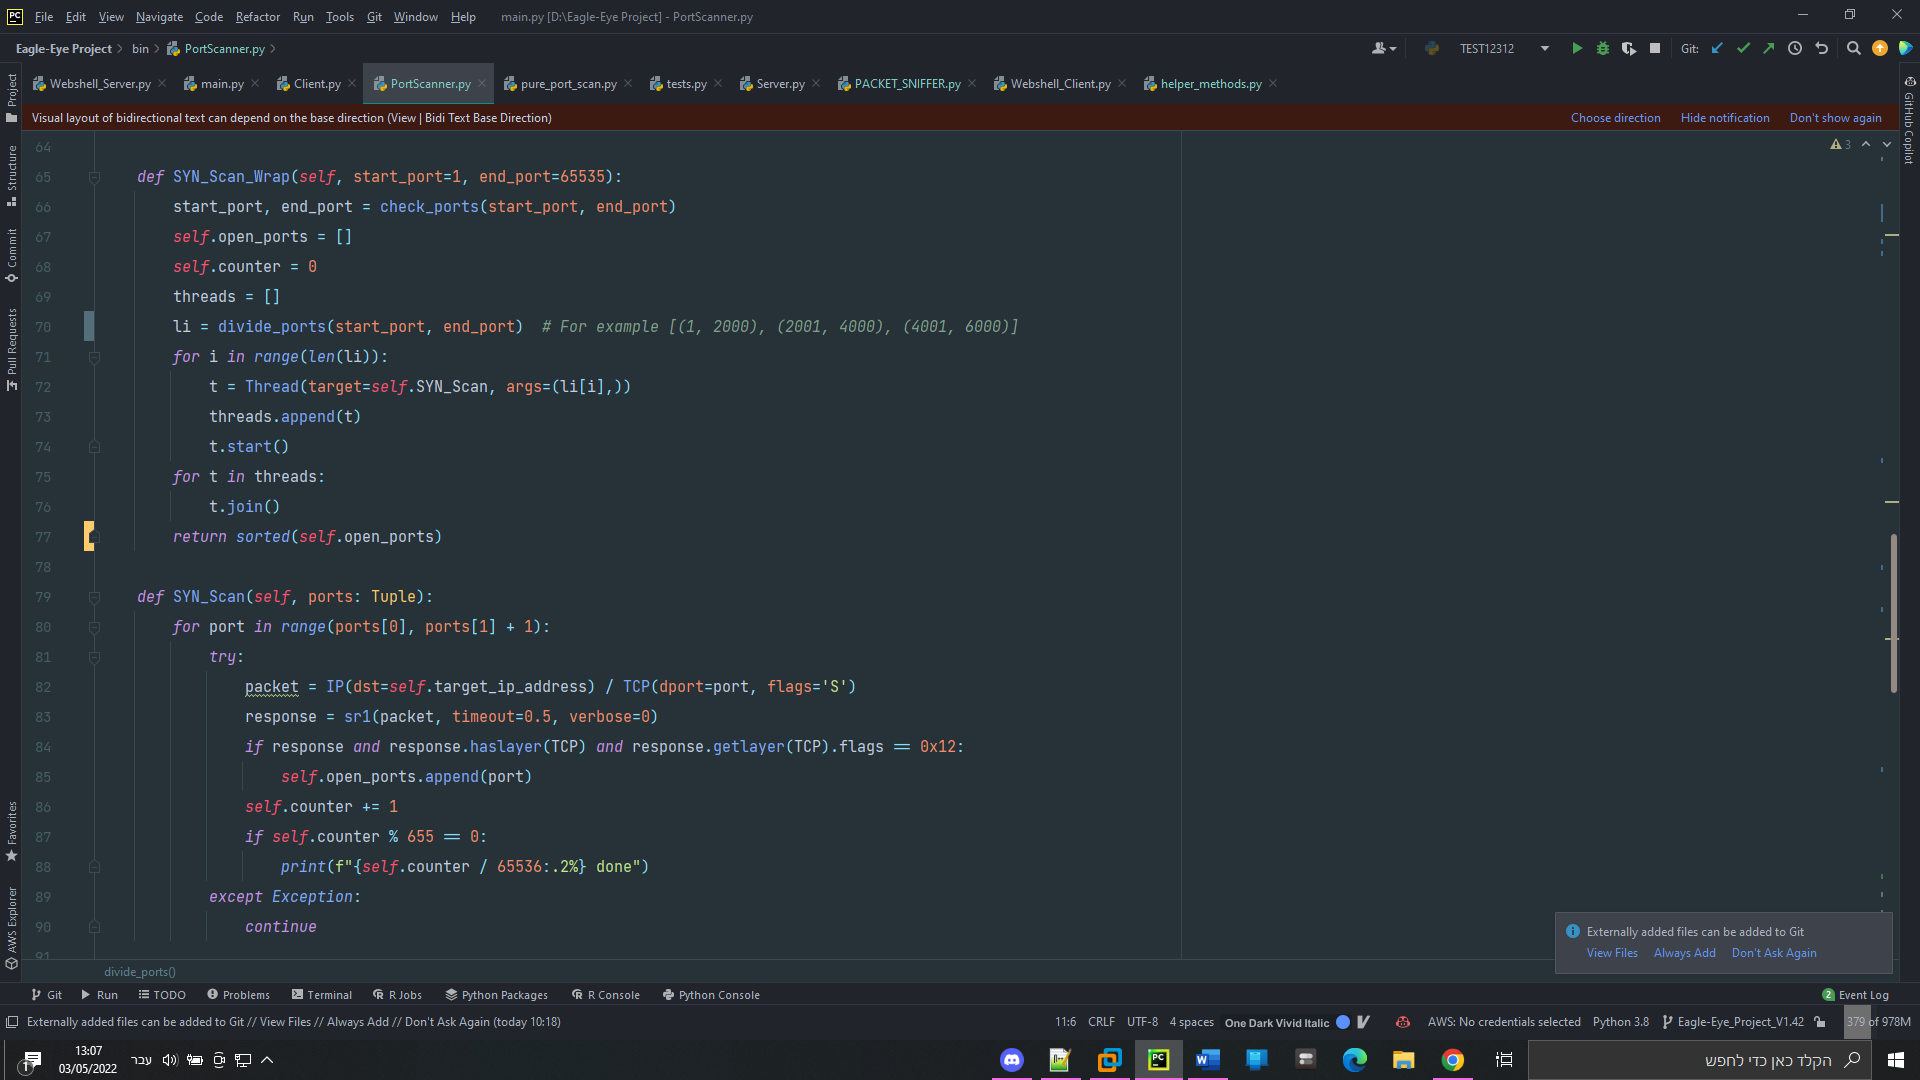 PC File Edit View Navigate Code Refactor Run Tools Git Window Help main.py [D:\Eagle-Eye Project] - PortScanner.py
Eagle-Eye Project bin PortScanner.py TEST12312 Git:
Webshell_Server.py main.py Client.py PortScanner.py pure_port_scan.py tests.py Server.py PACKET_SNIFFER.py Webshell_Client.py helper_methods.py
Visual layout of bidirectional text can depend on the base direction (View | Bidi Text Base Direction) Choose direction Hide notification Don't show again
Project
Structure
Commit
Pull Requests
Favorites
AWS Explorer
GitHub Copilot
3
64
65 def SYN_Scan_Wrap(self, start_port=1, end_port=65535):
66 start_port, end_port = check_ports(start_port, end_port)
67 self.open_ports = []
68 self.counter = 0
69 threads = []
70 li = divide_ports(start_port, end_port)  # For example [(1, 2000), (2001, 4000), (4001, 6000)]
71 for i in range(len(li)):
72 t = Thread(target=self.SYN_Scan, args=(li[i],))
73 threads.append(t)
74 t.start()
75 for t in threads:
76 t.join()
77 return sorted(self.open_ports)
78
79 def SYN_Scan(self, ports: Tuple):
80 for port in range(ports[0], ports[1] + 1):
81 try:
82 packet = IP(dst=self.target_ip_address) / TCP(dport=port, flags='S')
83 response = sr1(packet, timeout=0.5, verbose=0)
84 if response and response.haslayer(TCP) and response.getlayer(TCP).flags == 0x12:
85 self.open_ports.append(port)
86 self.counter += 1
87 if self.counter % 655 == 0:
88 print(f"{self.counter / 65536:.2%} done")
89 except Exception:
90 continue
91
Externally added files can be added to Git
View Files Always Add Don't Ask Again
divide_ports()
Git Run TODO Problems Terminal R Jobs Python Packages R Console Python Console 2 Event Log
Externally added files can be added to Git // View Files // Always Add // Don't Ask Again (today 10:18) 11:6 CRLF UTF-8 4 spaces One Dark Vivid Italic AWS: No credentials selected Python 3.8 Eagle-Eye_Project_V1.42 379 of 978M
1 13:07 עבר PC הקלד כאן כדי לחפש
03/05/2022